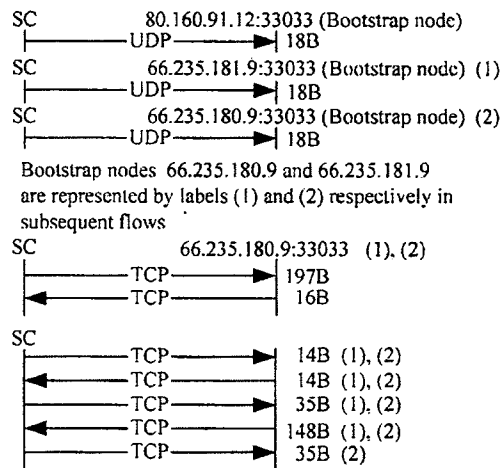 SC 80.160.91.12:33033 (Bootstrap node)
UDP 18B
SC 66.235.181.9:33033 (Bootstrap node) (1)
UDP 18B
SC 66.235.180.9:33033 (Bootstrap node) (2)
UDP 18B
Bootstrap nodes 66.235.180.9 and 66.235.181.9
are represented by labels (1) and (2) respectively in
subsequent flows
SC 66.235.180.9:33033 (1), (2)
TCP 197B
TCP 16B
SC
TCP 14B (1), (2)
TCP 14B (1), (2)
TCP 35B (1), (2)
TCP 148B (1), (2)
TCP 35B (2)